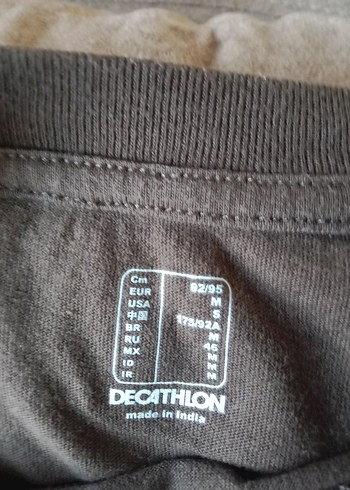 Cm 92/95
EUR M
USA S
中国 175/92A
BR M
RU 46
MX M
ID M
IR M
DECATHLON
made in India